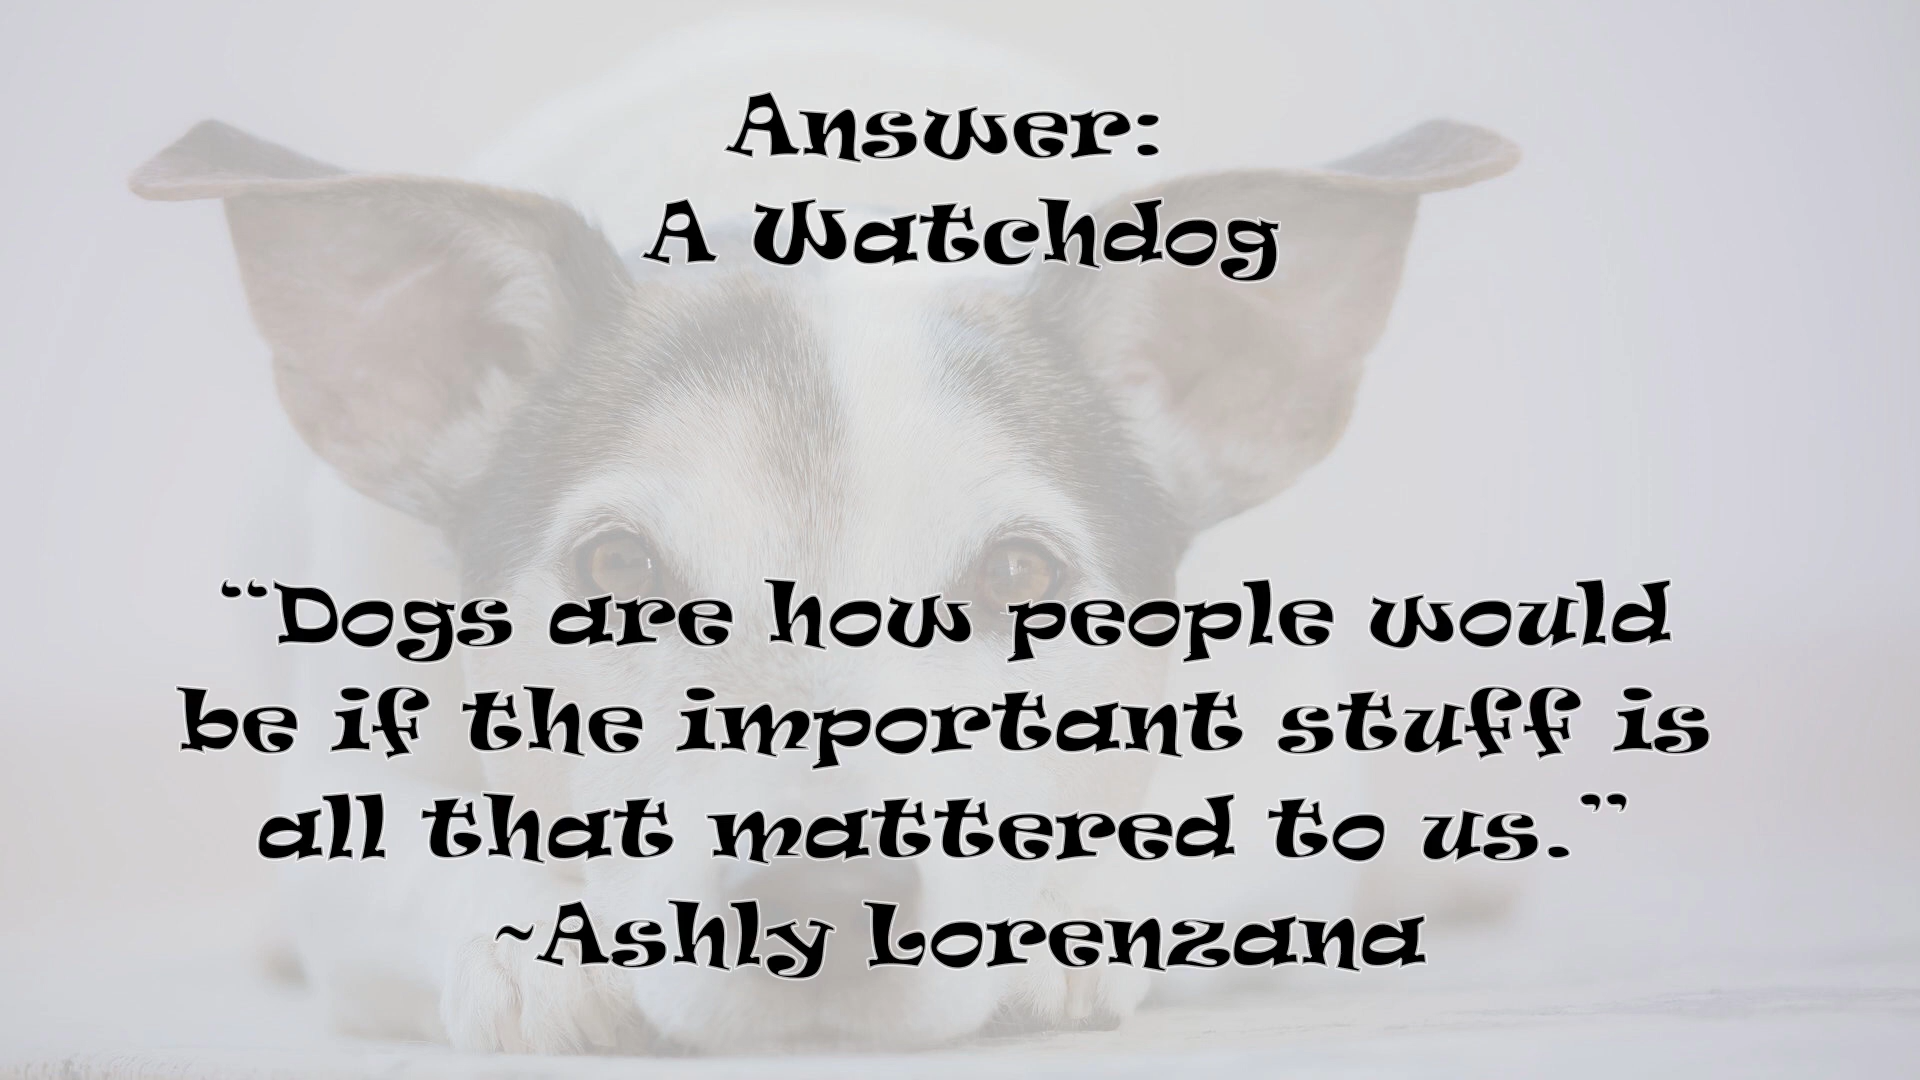 Answer:
A Watchdog
“Dogs are how people would
be if the important stuff is
all that mattered to us.”
~Ashly Lorenzana